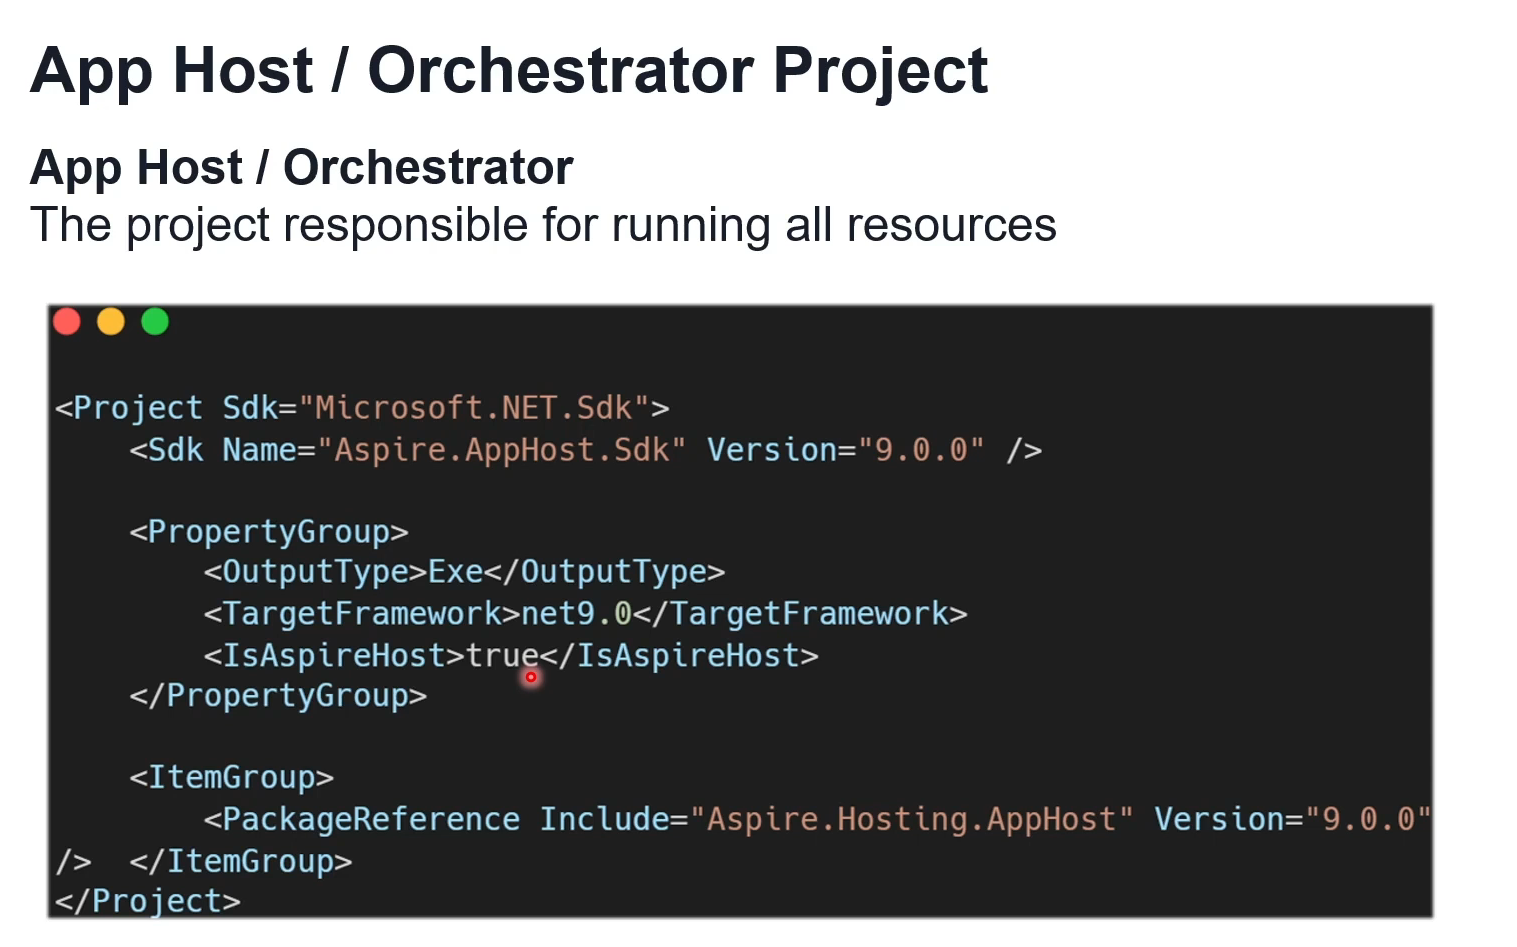 App Host / Orchestrator Project
App Host / Orchestrator
The project responsible for running all resources
<Project Sdk="Microsoft.NET.Sdk">
    <Sdk Name="Aspire.AppHost.Sdk" Version="9.0.0" />
    <PropertyGroup>
        <OutputType>Exe</OutputType>
        <TargetFramework>net9.0</TargetFramework>
        <IsAspireHost>true</IsAspireHost>
    </PropertyGroup>
    <ItemGroup>
        <PackageReference Include="Aspire.Hosting.AppHost" Version="9.0.0"
/>  </ItemGroup>
</Project>